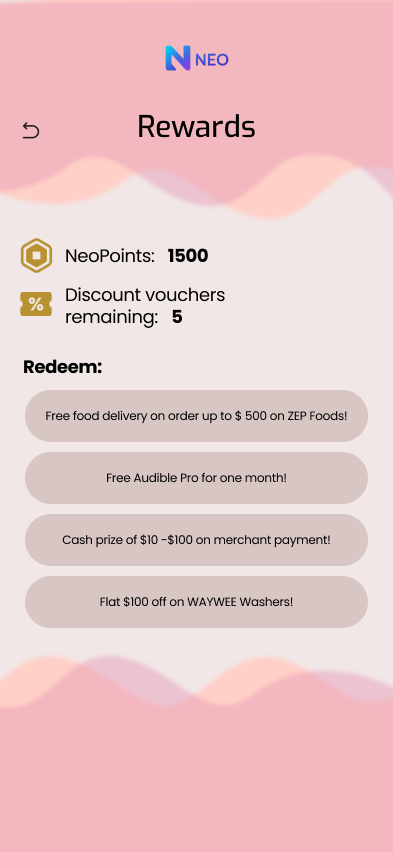 NEO
Rewards
NeoPoints: 1500
Discount vouchers
remaining: 5
Redeem:
Free food delivery on order up to $ 500 on ZEP Foods!
Free Audible Pro for one month!
Cash prize of $10 -$100 on merchant payment!
Flat $100 off on WAYWEE Washers!